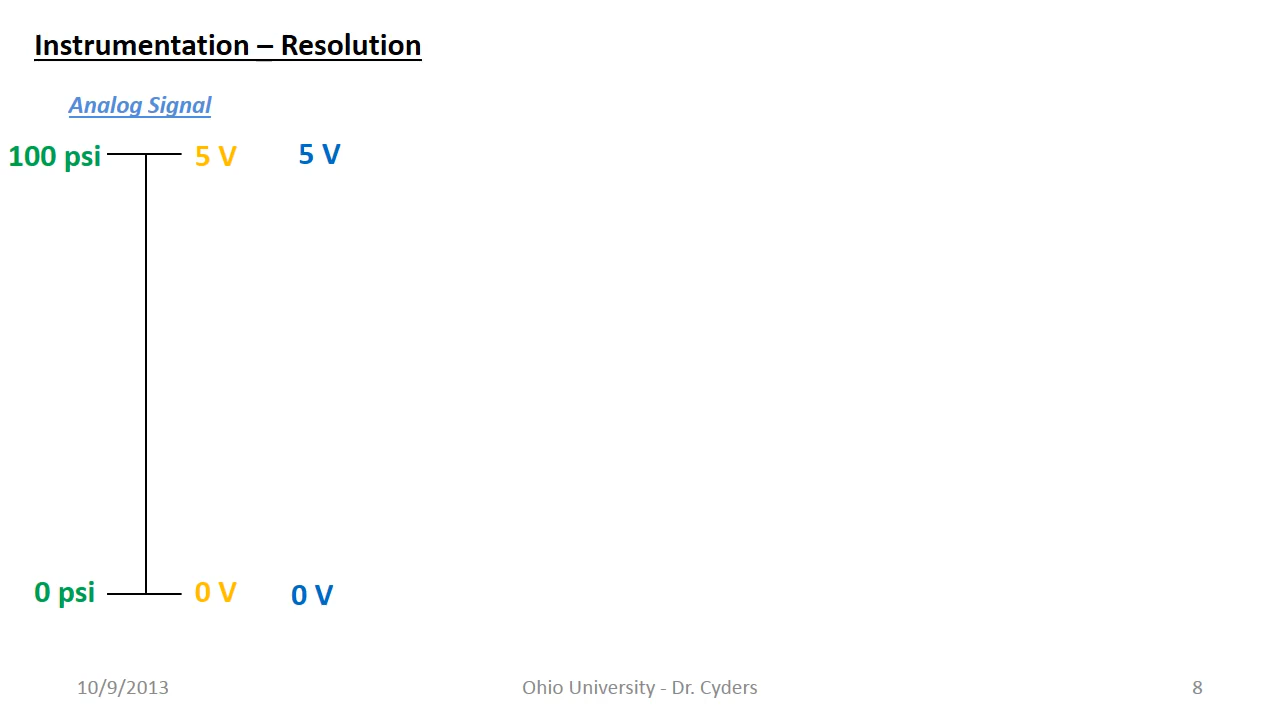 Instrumentation – Resolution
Analog Signal
100 psi 5 V 5 V
0 psi 0 V 0 V
10/9/2013 Ohio University - Dr. Cyders 8